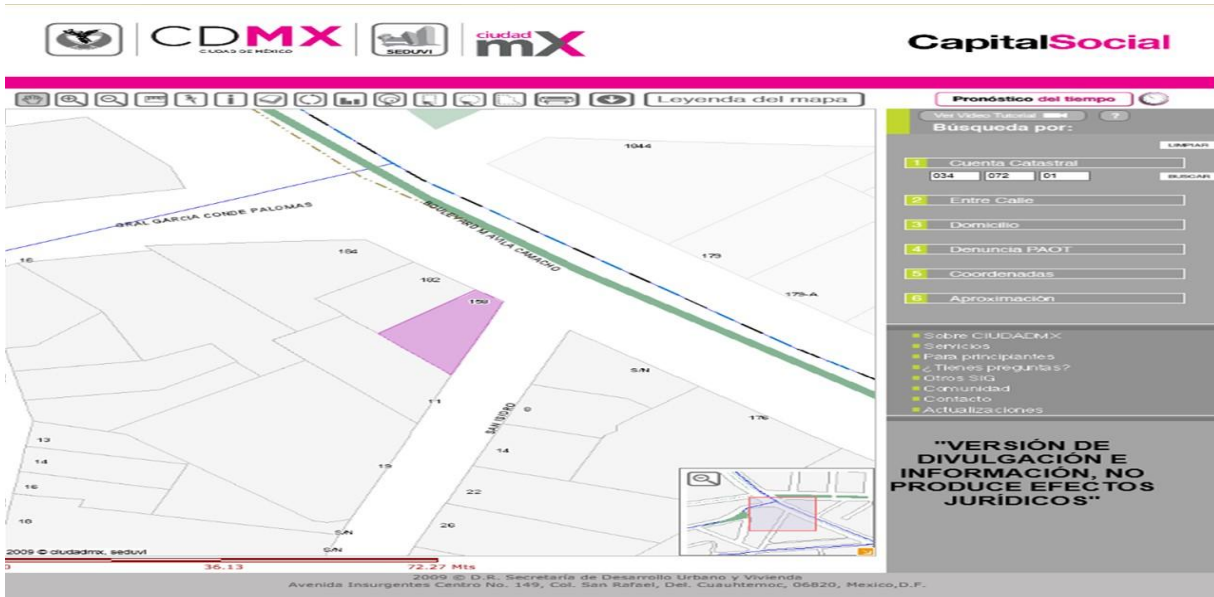 CDMX
CIUDAD DE MÉXICO
SEDUVI
ciudad
mX
CapitalSocial
Leyenda del mapa
Pronóstico del tiempo
Ver Video Tutorial
?
Búsqueda por:
LIMPIAR
1 Cuenta Catastral
034 072 01 BUSCAR
2 Entre Calle
3 Domicilio
4 Denuncia PAOT
5 Coordenadas
6 Aproximación
Sobre CIUDADMX
Servicios
Para principiantes
¿Tienes preguntas?
Otros SIG
Comunidad
Contacto
Actualizaciones
"VERSIÓN DE
DIVULGACIÓN E
INFORMACIÓN, NO
PRODUCE EFECTOS
JURÍDICOS"
1044
GRAL GARCIA CONDE PALOMAS
BOULEVARD M AVILA CAMACHO
179
179-A
16
184
182
S/N
11
SAN ISIDRO
6
176
13
14
14
19
16
22
18
26
S/N
S/N
2009 © ciudadmx, seduvi
36.13
72.27 Mts
2009 © D.R. Secretaría de Desarrollo Urbano y Vivienda
Avenida Insurgentes Centro No. 149, Col. San Rafael, Del. Cuauhtemoc, 06820, Mexico,D.F.